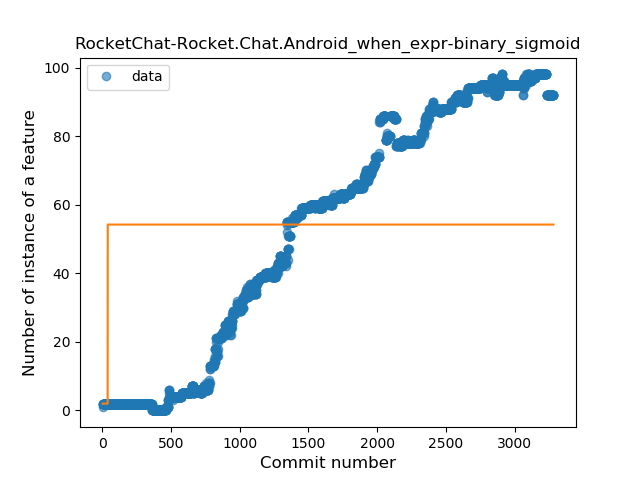 RocketChat-Rocket.Chat.Android_when_expr-binary_sigmoid
data
Number of instance of a feature
100
80
60
40
20
0
0 500 1000 1500 2000 2500 3000
Commit number